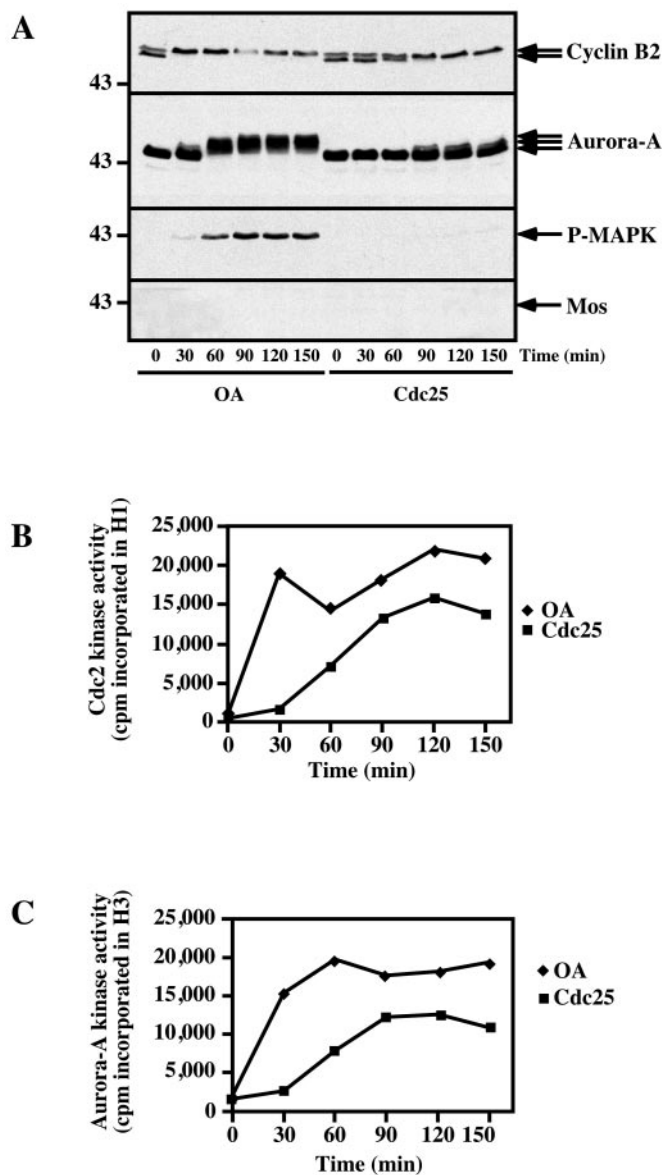 A
Cyclin B2
43
Aurora-A
43
43
P-MAPK
43
Mos
0 30 60 90 120 150 0 30 60 90 120 150 Time (min)
OA Cdc25
B
Cdc2 kinase activity
(cpm incorporated in H1)
25,000
20,000
15,000
10,000
5,000
0
0 30 60 90 120 150
Time (min)
OA
Cdc25
C
Aurora-A kinase activity
(cpm incorporated in H3)
25,000
20,000
15,000
10,000
5,000
0
0 30 60 90 120 150
Time (min)
OA
Cdc25